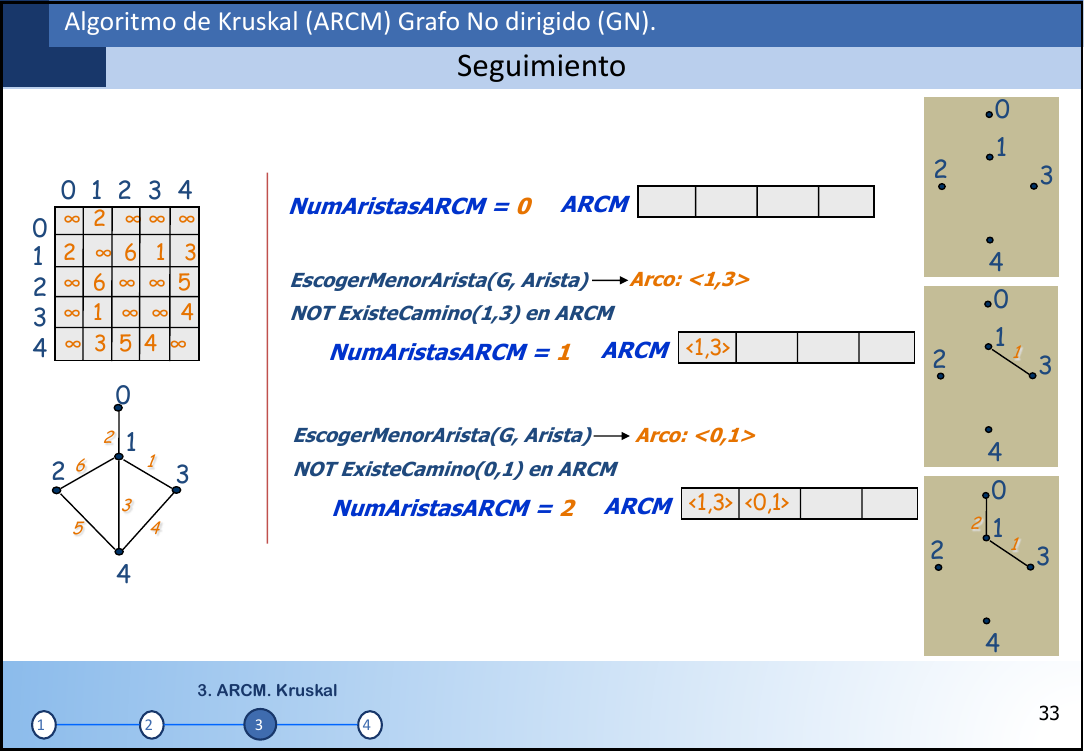 Algoritmo de Kruskal (ARCM) Grafo No dirigido (GN).
Seguimiento
0 1 2 3 4
0 ∞ 2 ∞ ∞ ∞
1 2 ∞ 6 1 3
2 ∞ 6 ∞ ∞ 5
3 ∞ 1 ∞ ∞ 4
4 ∞ 3 5 4 ∞
0
2 1
2 6 1 3
3
5 4
4
NumAristasARCM = 0 ARCM
EscogerMenorArista(G, Arista) Arco: <1,3>
NOT ExisteCamino(1,3) en ARCM
NumAristasARCM = 1 ARCM <1,3>
EscogerMenorArista(G, Arista) Arco: <0,1>
NOT ExisteCamino(0,1) en ARCM
NumAristasARCM = 2 ARCM <1,3> <0,1>
0
1
2 3
4
0
1
2 1 3
4
0
2 1
2 1 3
4
3. ARCM. Kruskal
1 2 3 4
33